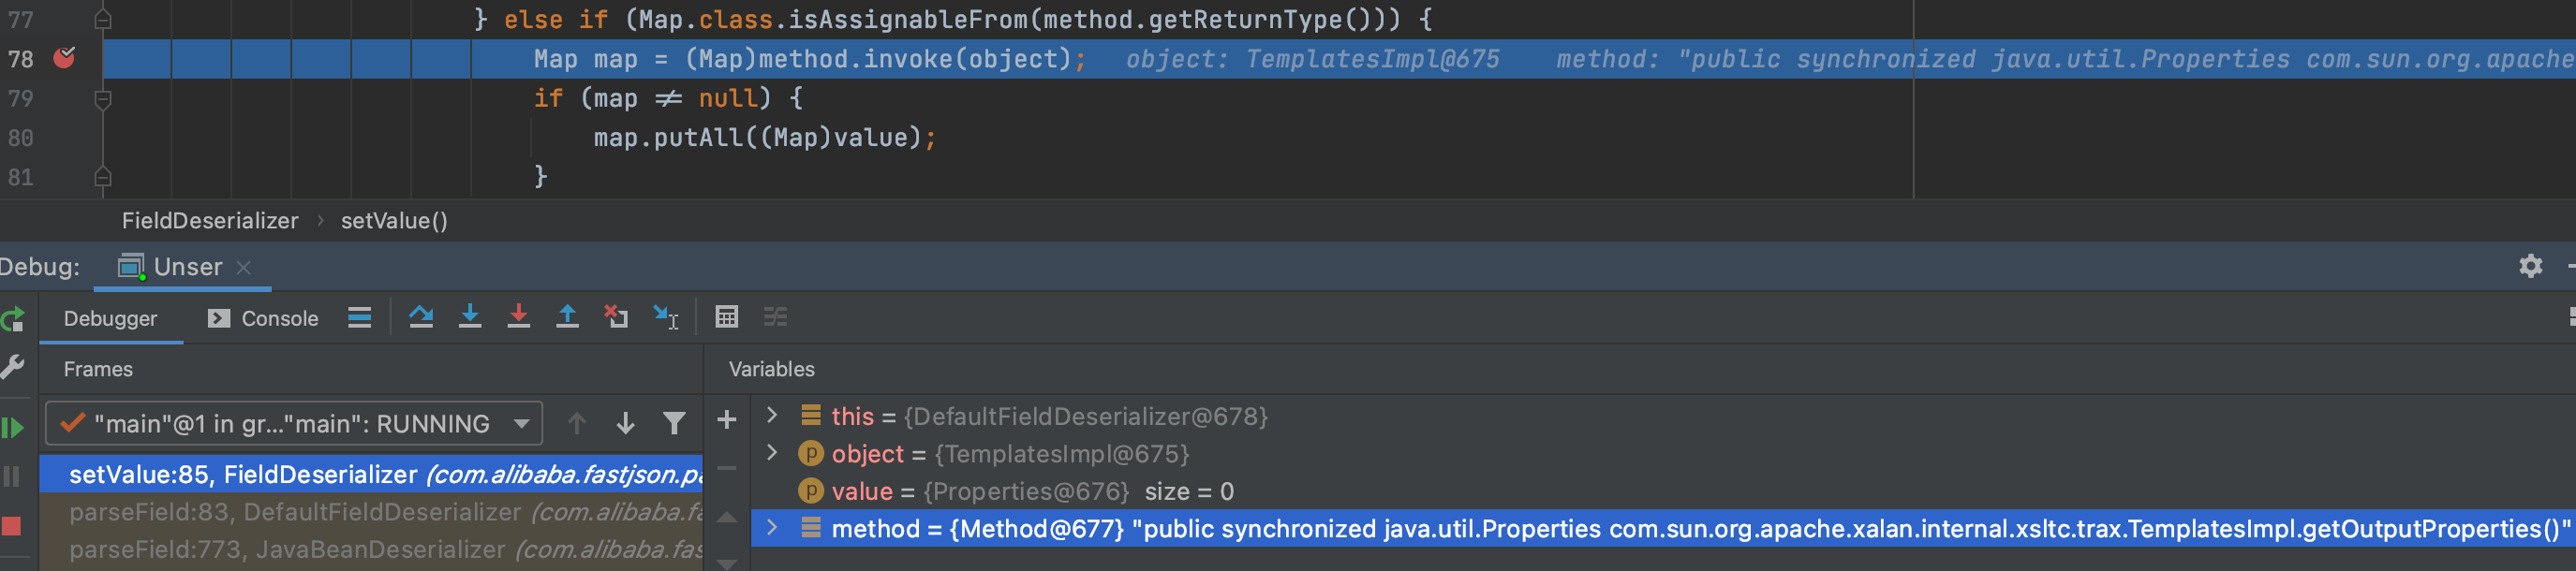 77 } else if (Map.class.isAssignableFrom(method.getReturnType())) {
78 Map map = (Map)method.invoke(object); object: TemplatesImpl@675 method: "public synchronized java.util.Properties com.sun.org.apache
79 if (map ≠ null) {
80 map.putAll((Map)value);
81 }
FieldDeserializer › setValue()
Debug: Unser
Debugger Console
Frames Variables
"main"@1 in gr..."main": RUNNING
this = {DefaultFieldDeserializer@678}
object = {TemplatesImpl@675}
value = {Properties@676} size = 0
method = {Method@677} "public synchronized java.util.Properties com.sun.org.apache.xalan.internal.xsltc.trax.TemplatesImpl.getOutputProperties()"
setValue:85, FieldDeserializer (com.alibaba.fastjson.pa
parseField:83, DefaultFieldDeserializer (com.alibaba.fa
parseField:773, JavaBeanDeserializer (com.alibaba.fas